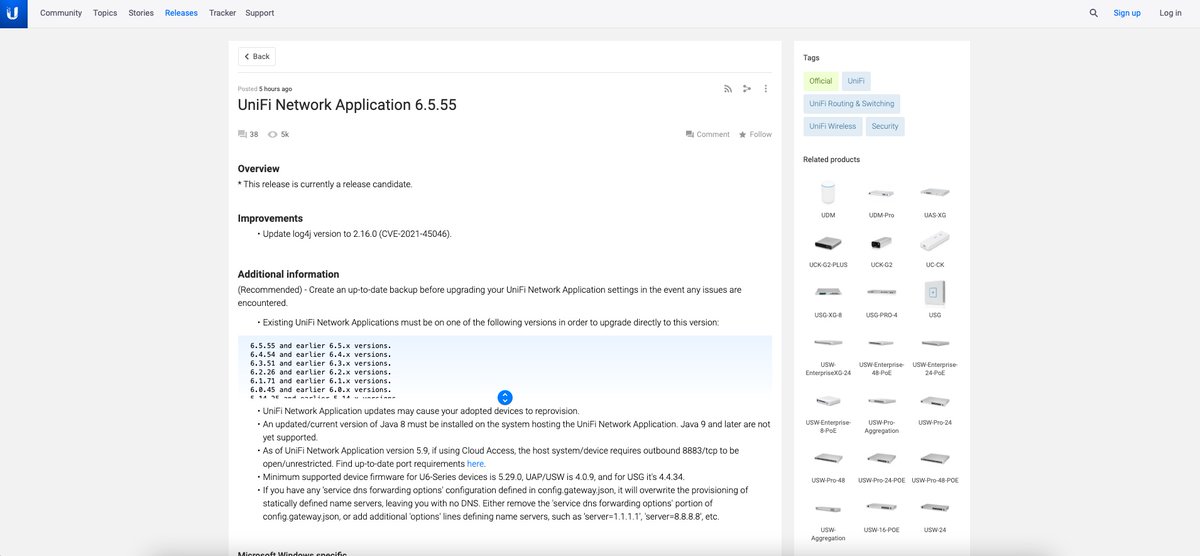 Community Topics Stories Releases Tracker Support Sign up Log in
Back
Posted 5 hours ago
UniFi Network Application 6.5.55
38 5k Comment Follow
Overview
* This release is currently a release candidate.
Improvements
• Update log4j version to 2.16.0 (CVE-2021-45046).
Additional information
(Recommended) - Create an up-to-date backup before upgrading your UniFi Network Application settings in the event any issues are
encountered.
• Existing UniFi Network Applications must be on one of the following versions in order to upgrade directly to this version:
6.5.55 and earlier 6.5.x versions.
6.4.54 and earlier 6.4.x versions.
6.3.51 and earlier 6.3.x versions.
6.2.26 and earlier 6.2.x versions.
6.1.71 and earlier 6.1.x versions.
6.0.45 and earlier 6.0.x versions.
• UniFi Network Application updates may cause your adopted devices to reprovision.
• An updated/current version of Java 8 must be installed on the system hosting the UniFi Network Application. Java 9 and later are not
yet supported.
• As of UniFi Network Application version 5.9, if using Cloud Access, the host system/device requires outbound 8883/tcp to be
open/unrestricted. Find up-to-date port requirements here.
• Minimum supported device firmware for U6-Series devices is 5.29.0, UAP/USW is 4.0.9, and for USG it's 4.4.34.
• If you have any 'service dns forwarding options' configuration defined in config.gateway.json, it will overwrite the provisioning of
statically defined name servers, leaving you with no DNS. Either remove the 'service dns forwarding options' portion of
config.gateway.json, or add additional 'options' lines defining name servers, such as 'server=1.1.1.1', 'server=8.8.8.8', etc.
Microsoft Windows specific
Tags
Official UniFi
UniFi Routing & Switching
UniFi Wireless Security
Related products
UDM UDM-Pro UAS-XG
UCK-G2-PLUS UCK-G2 UC-CK
USG-XG-8 USG-PRO-4 USG
USW- USW-Enterprise- USW-Enterprise-
EnterpriseXG-24 48-PoE 24-PoE
USW-Enterprise- USW-Pro- USW-Pro-24
8-PoE Aggregation
USW-Pro-48 USW-Pro-24-POE USW-Pro-48-POE
USW- USW-16-POE USW-24
Aggregation